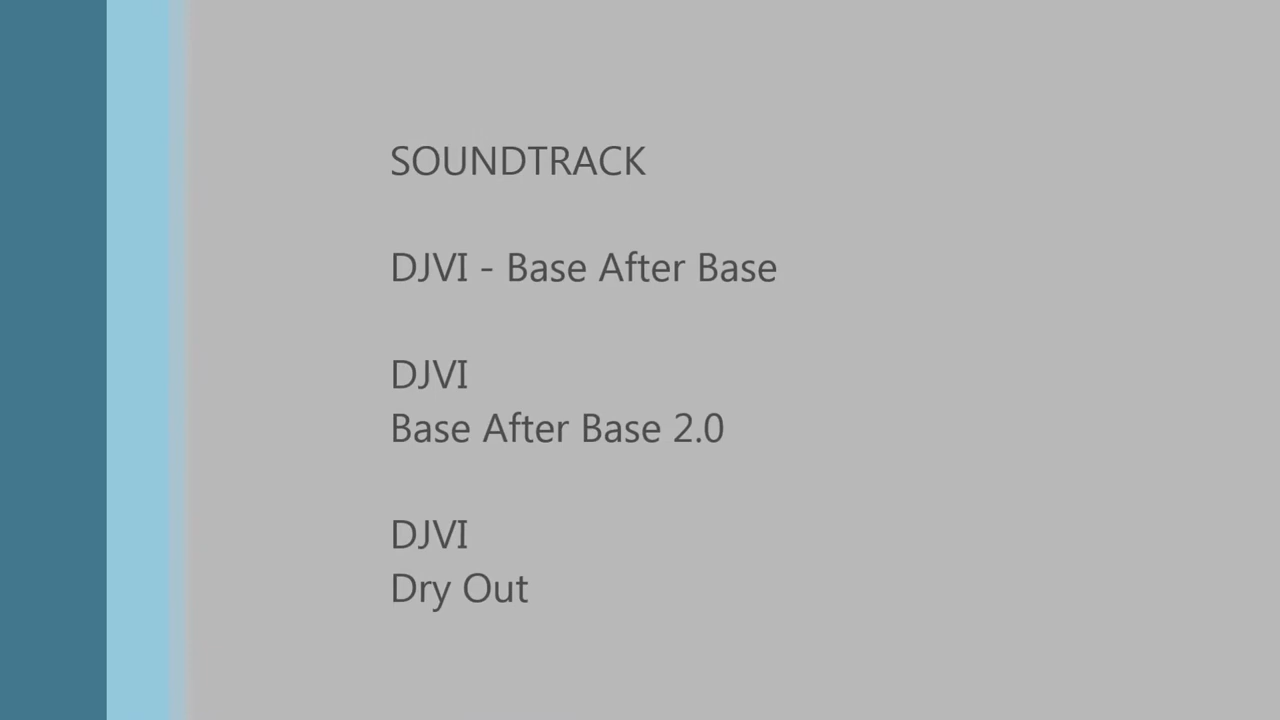 SOUNDTRACK
DJVI - Base After Base
DJVI
Base After Base 2.0
DJVI
Dry Out